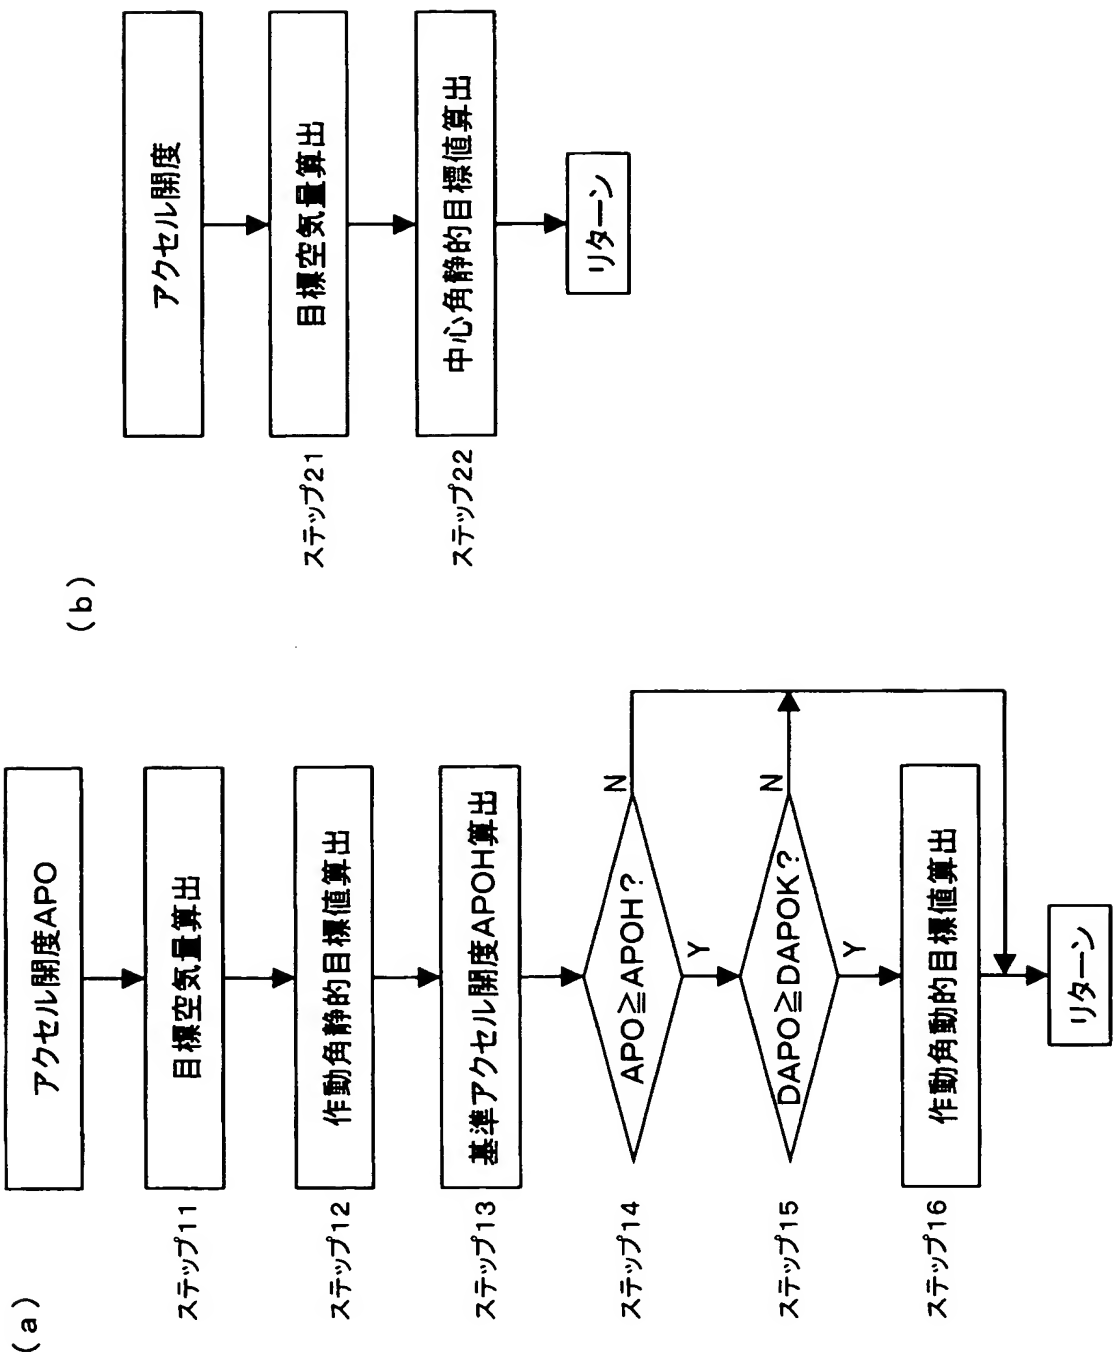 (a)
アクセル開度APO
ステップ11
目標空気量算出
ステップ12
作動角静的目標値算出
ステップ13
基準アクセル開度APOH算出
ステップ14
APO≧APOH?
N
Y
ステップ15
DAPO≧DAPOK?
N
Y
ステップ16
作動角動的目標値算出
リターン
(b)
アクセル開度
ステップ21
目標空気量算出
ステップ22
中心角静的目標値算出
リターン